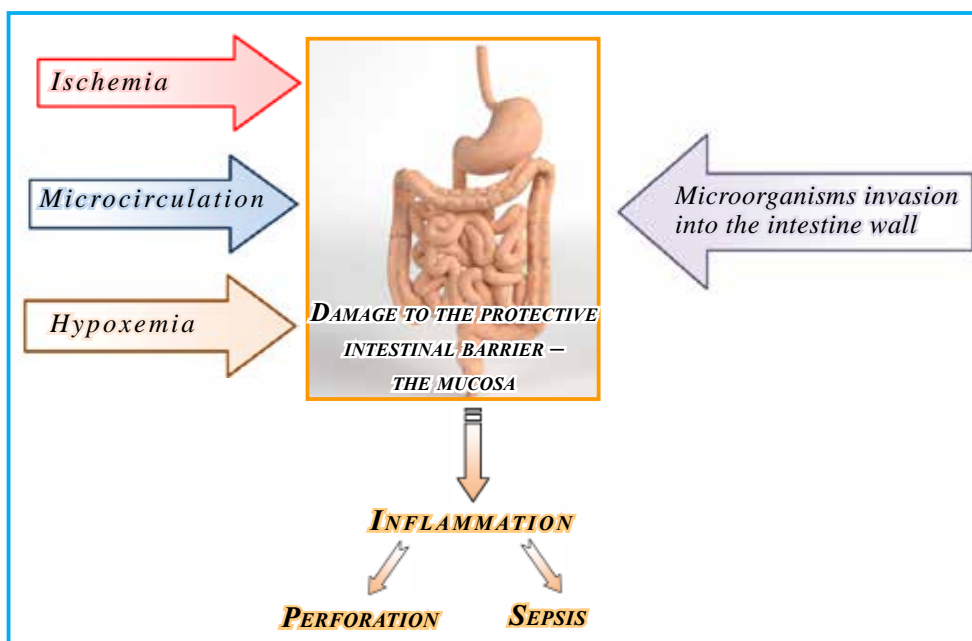 Ischemia
Microcirculation
Hypoxemia
Microorganisms invasion
into the intestine wall
DAMAGE TO THE PROTECTIVE
INTESTINAL BARRIER –
THE MUCOSA
INFLAMMATION
PERFORATION
SEPSIS